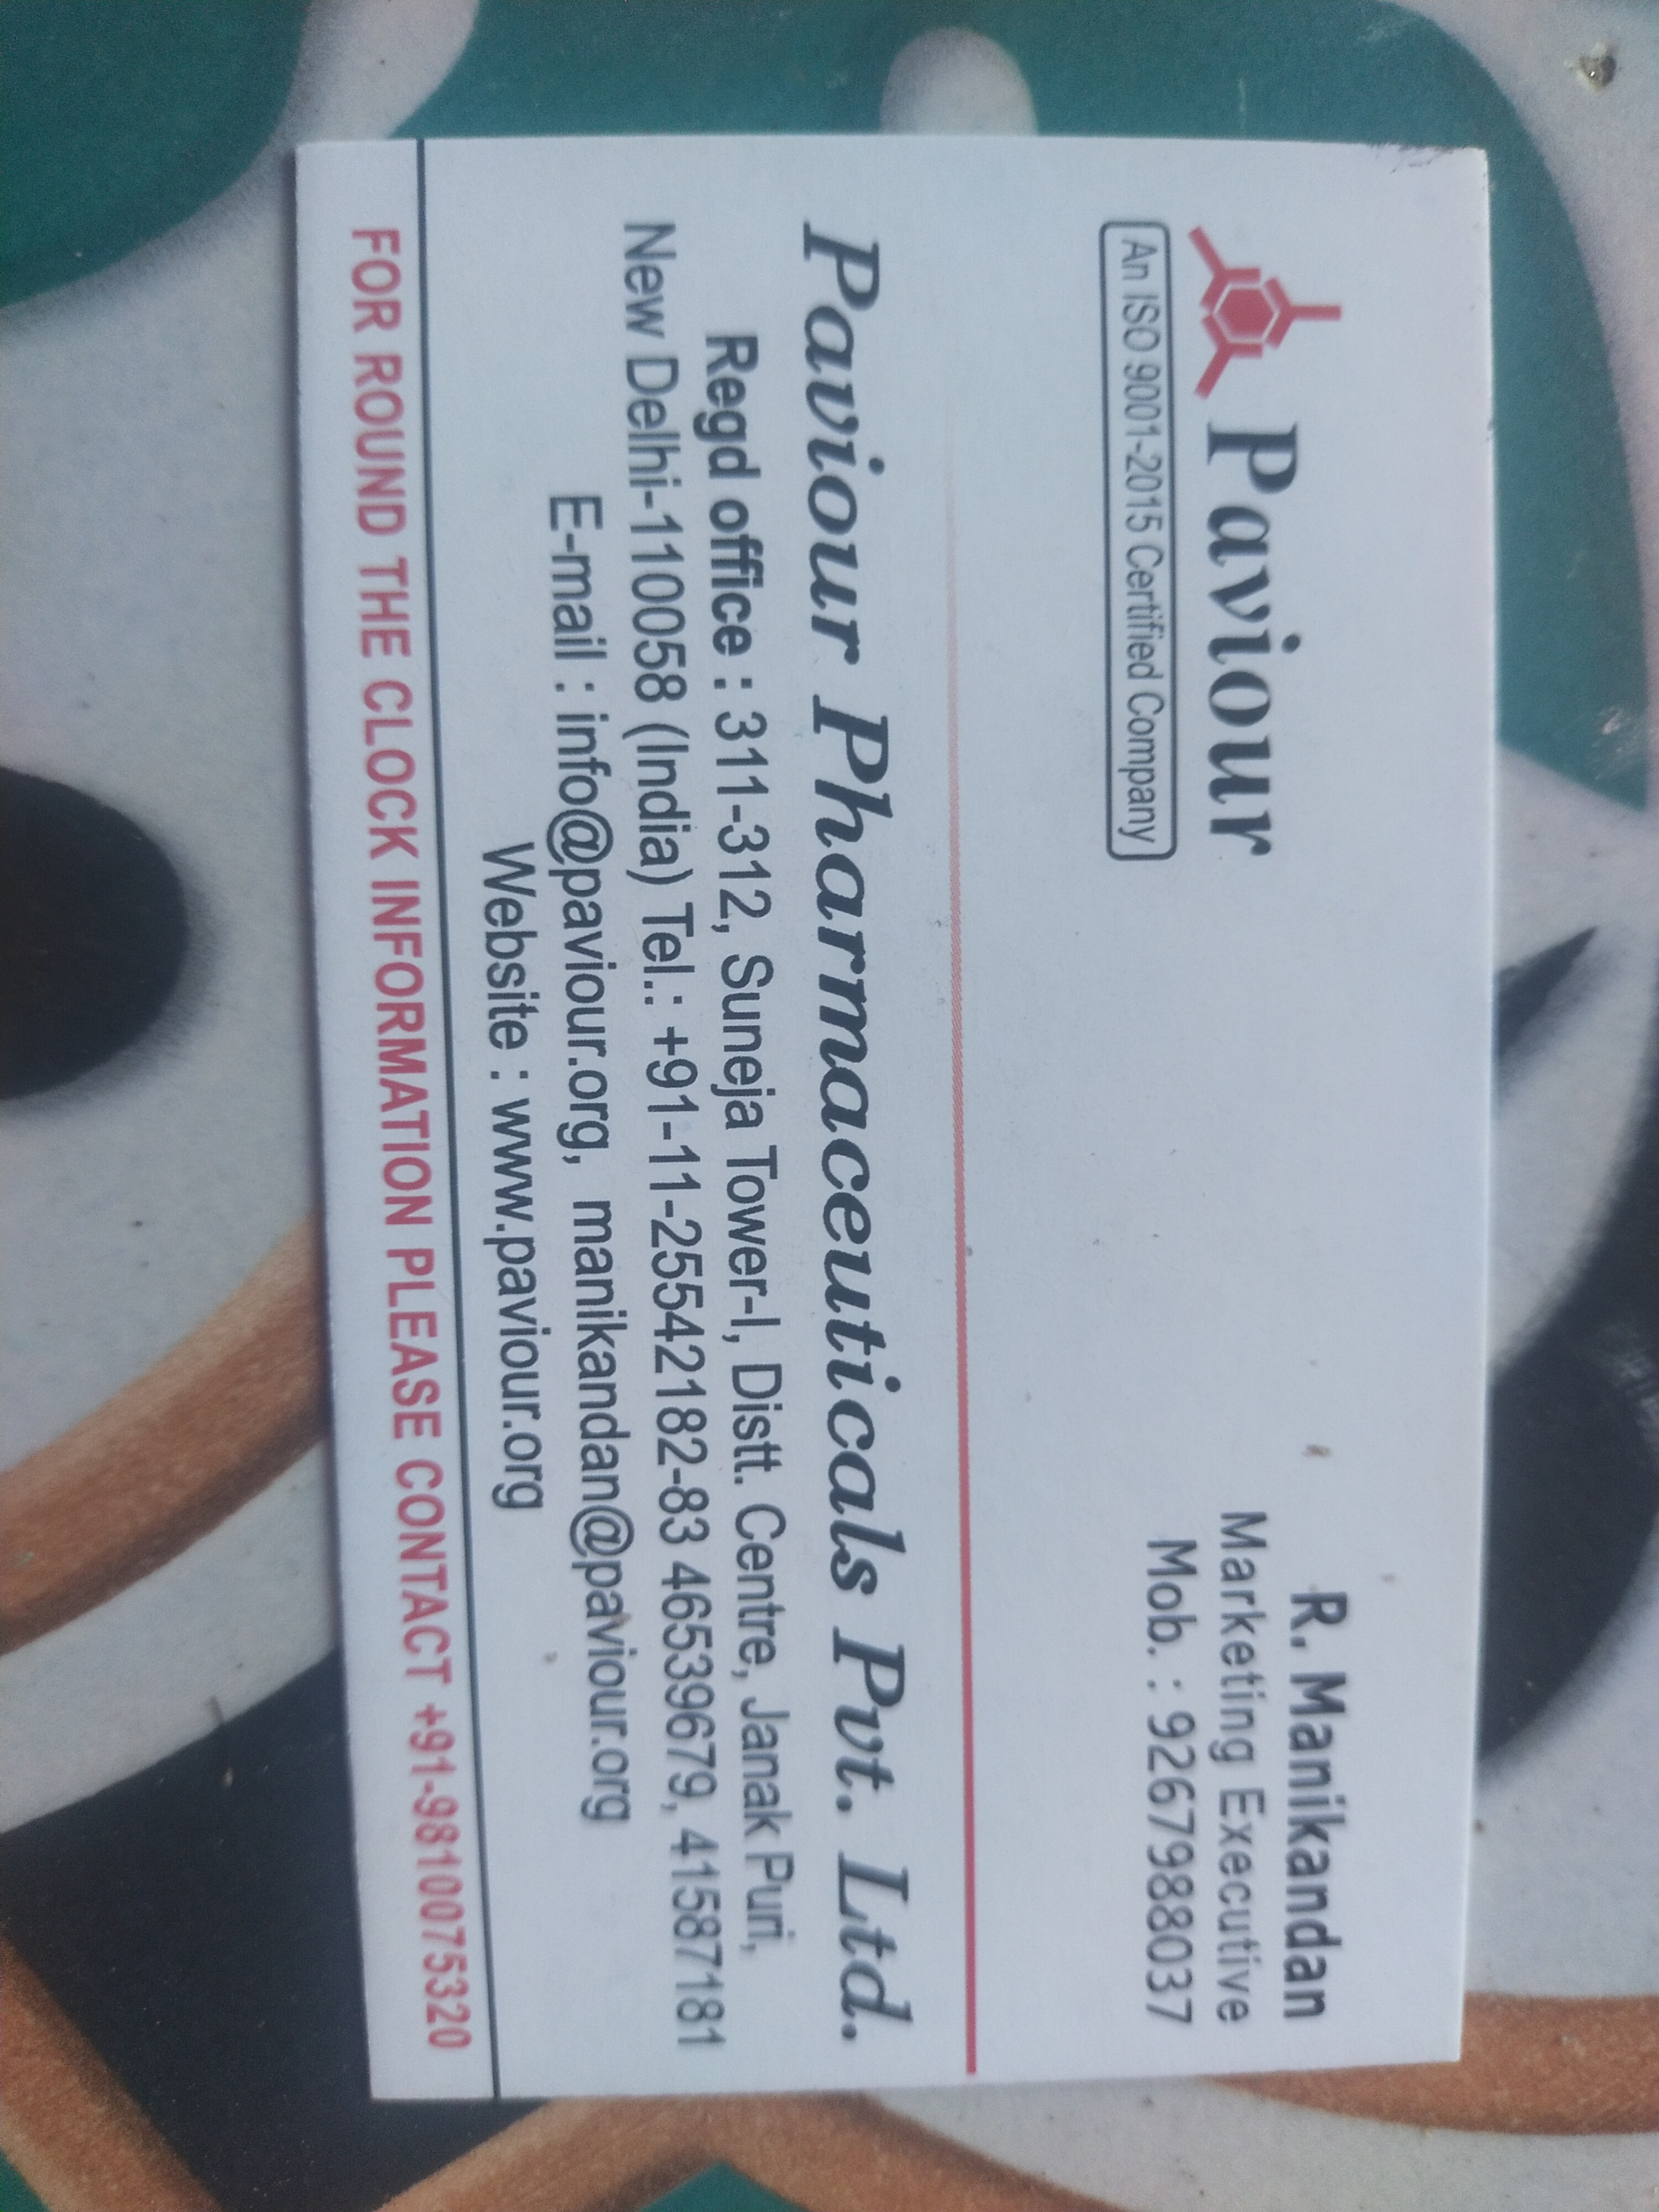 Paviour
An ISO 9001-2015 Certified Company
R. Manikandan
Marketing Executive
Mob. : 9267988037
Paviour Pharmaceuticals Pvt. Ltd.
Regd office : 311-312, Suneja Tower-I, Distt. Centre, Janak Puri,
New Delhi-110058 (India) Tel.: +91-11-25542182-83 46539679, 41587181
E-mail : info@paviour.org, manikandan@paviour.org
Website : www.paviour.org
FOR ROUND THE CLOCK INFORMATION PLEASE CONTACT +91-9810075320